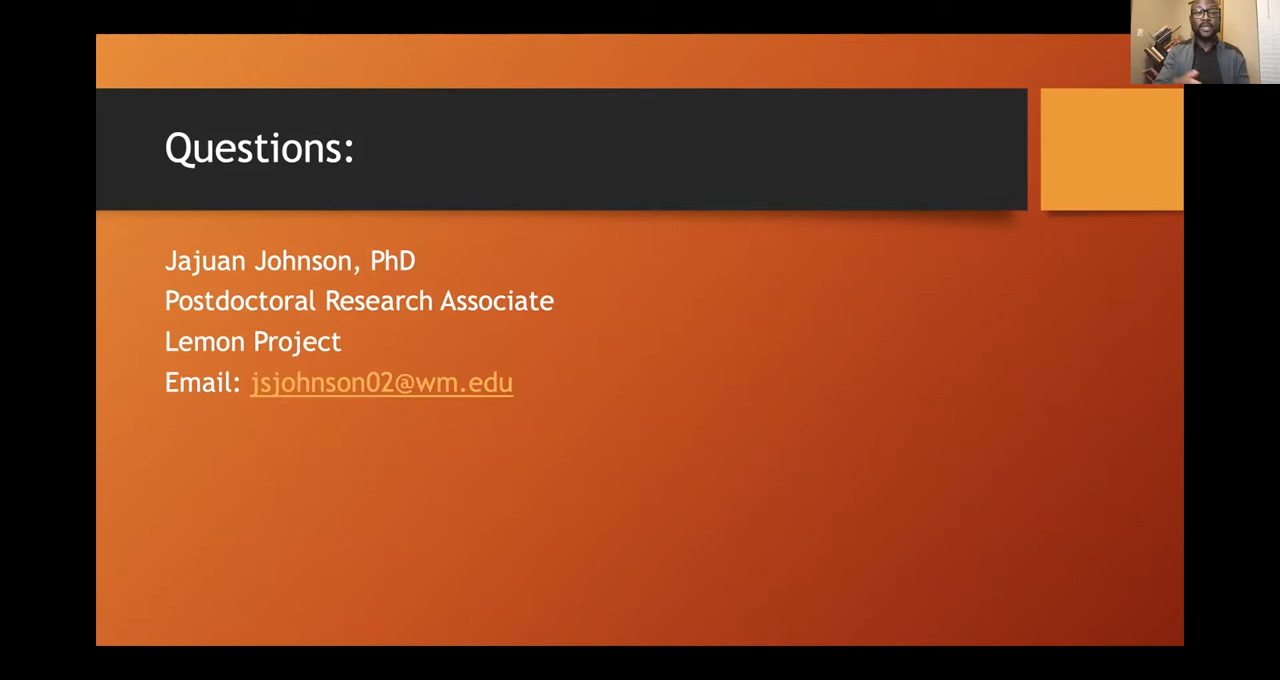 Questions:
Jajuan Johnson, PhD
Postdoctoral Research Associate
Lemon Project
Email: jsjohnson02@wm.edu